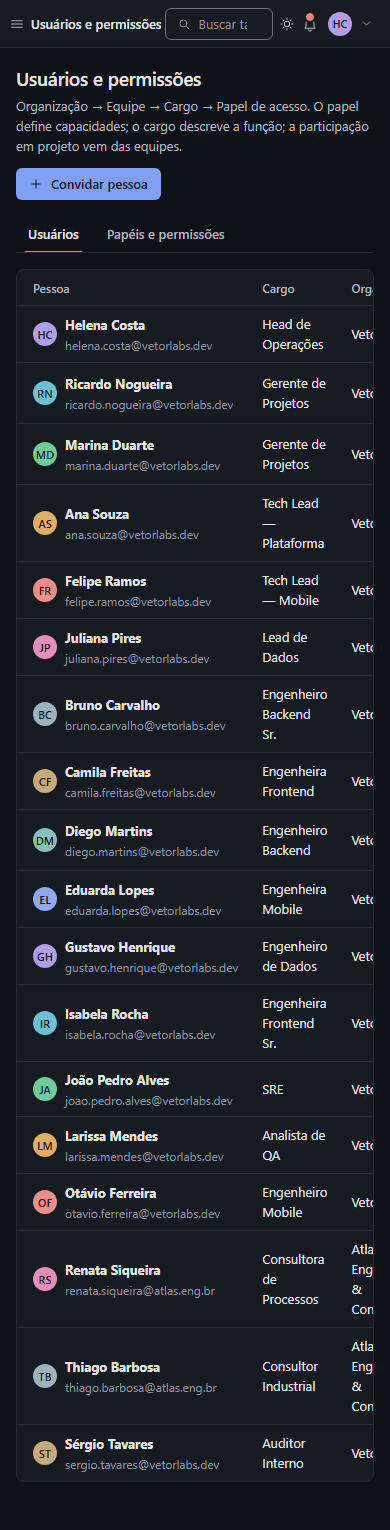 Usuários e permissões
HC
Usuários e permissões
Organização → Equipe → Cargo → Papel de acesso. O papel
define capacidades; o cargo descreve a função; a participação
em projeto vem das equipes.
+ Convidar pessoa
Usuários Papéis e permissões
Pessoa Cargo
HC Helena Costa helena.costa@vetorlabs.dev
Head de
Operações
RN Ricardo Nogueira ricardo.nogueira@vetorlabs.dev
Gerente de
Projetos
MD Marina Duarte marina.duarte@vetorlabs.dev
Gerente de
Projetos
AS Ana Souza ana.souza@vetorlabs.dev
Tech Lead
—
Plataforma
FR Felipe Ramos felipe.ramos@vetorlabs.dev
Tech Lead
— Mobile
JP Juliana Pires juliana.pires@vetorlabs.dev
Lead de
Dados
BC Bruno Carvalho bruno.carvalho@vetorlabs.dev
Engenheiro
Backend
Sr.
CF Camila Freitas camila.freitas@vetorlabs.dev
Engenheira
Frontend
DM Diego Martins diego.martins@vetorlabs.dev
Engenheiro
Backend
EL Eduarda Lopes eduarda.lopes@vetorlabs.dev
Engenheira
Mobile
GH Gustavo Henrique gustavo.henrique@vetorlabs.dev
Engenheiro
de Dados
IR Isabela Rocha isabela.rocha@vetorlabs.dev
Engenheira
Frontend
Sr.
JA João Pedro Alves joao.pedro.alves@vetorlabs.dev
SRE
LM Larissa Mendes larissa.mendes@vetorlabs.dev
Analista de
QA
OF Otávio Ferreira otavio.ferreira@vetorlabs.dev
Engenheiro
Mobile
RS Renata Siqueira renata.siqueira@atlas.eng.br
Consultora
de
Processos
&
TB Thiago Barbosa thiago.barbosa@atlas.eng.br
Consultor
Industrial
&
ST Sérgio Tavares sergio.tavares@vetorlabs.dev
Auditor
Interno